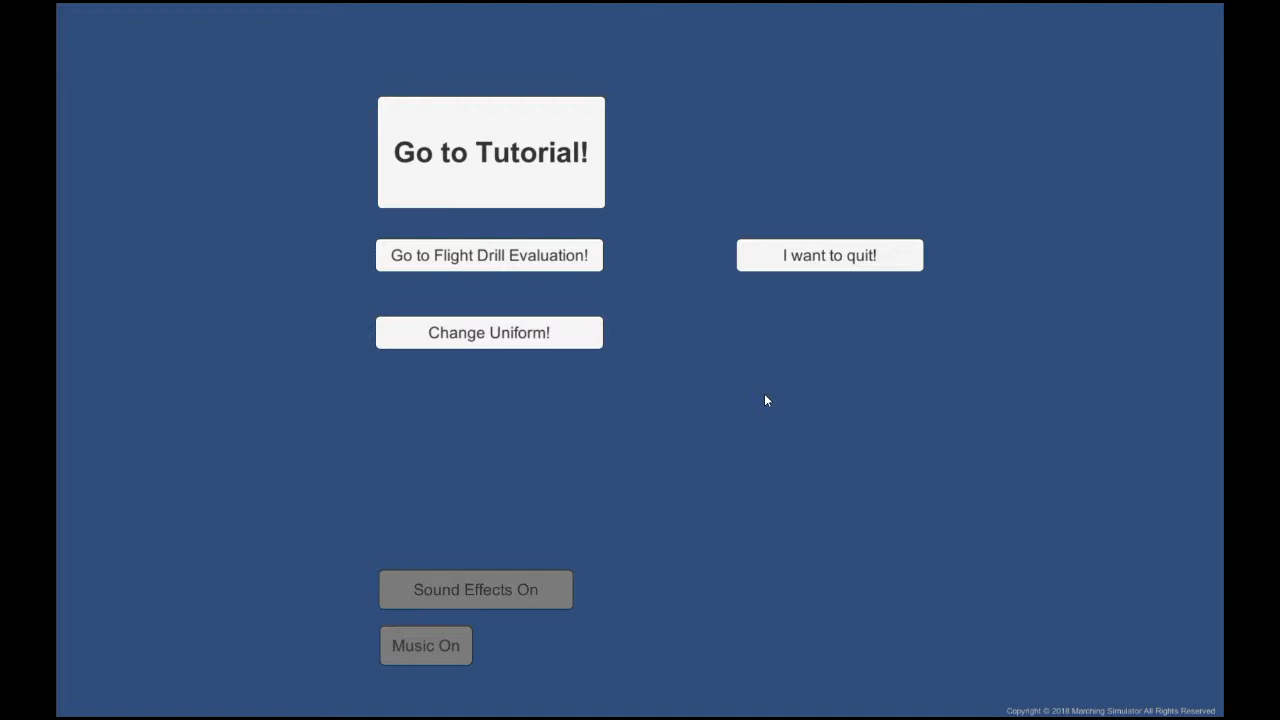 Go to Tutorial!
Go to Flight Drill Evaluation!
I want to quit!
Change Uniform!
Sound Effects On
Music On
Copyright © 2018 Marching Simulator All Rights Reserved